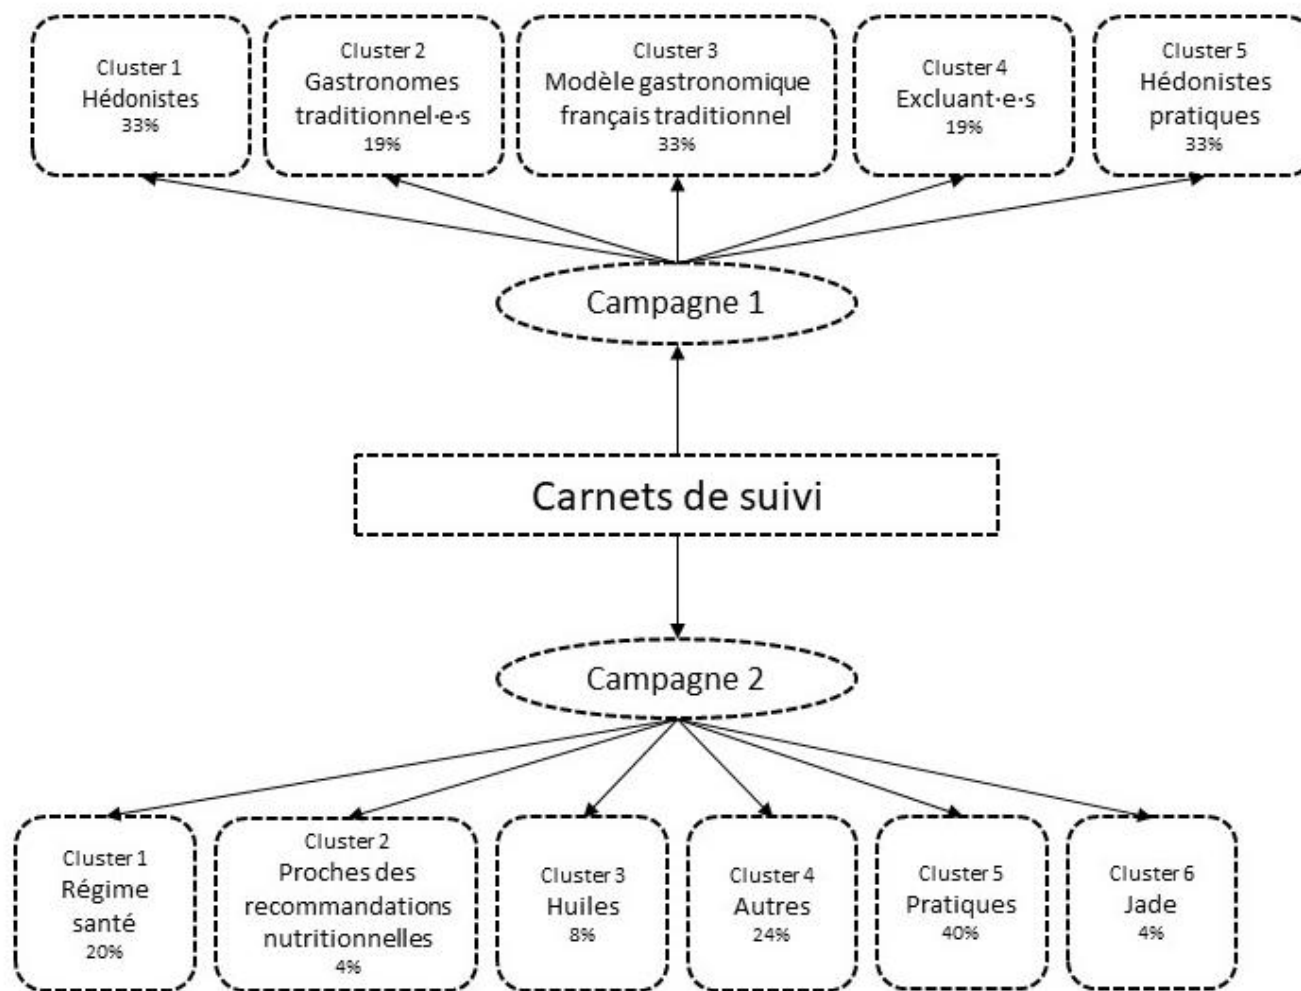 Cluster 1
Hédonistes
33%
Cluster 2
Gastronomes
traditionnel·e·s
19%
Cluster 3
Modèle gastronomique
français traditionnel
33%
Cluster 4
Excluant·e·s
19%
Cluster 5
Hédonistes
pratiques
33%
Campagne 1
Carnets de suivi
Campagne 2
Cluster 1
Régime
santé
20%
Cluster 2
Proches des
recommandations
nutritionnelles
4%
Cluster 3
Huiles
8%
Cluster 4
Autres
24%
Cluster 5
Pratiques
40%
Cluster 6
Jade
4%